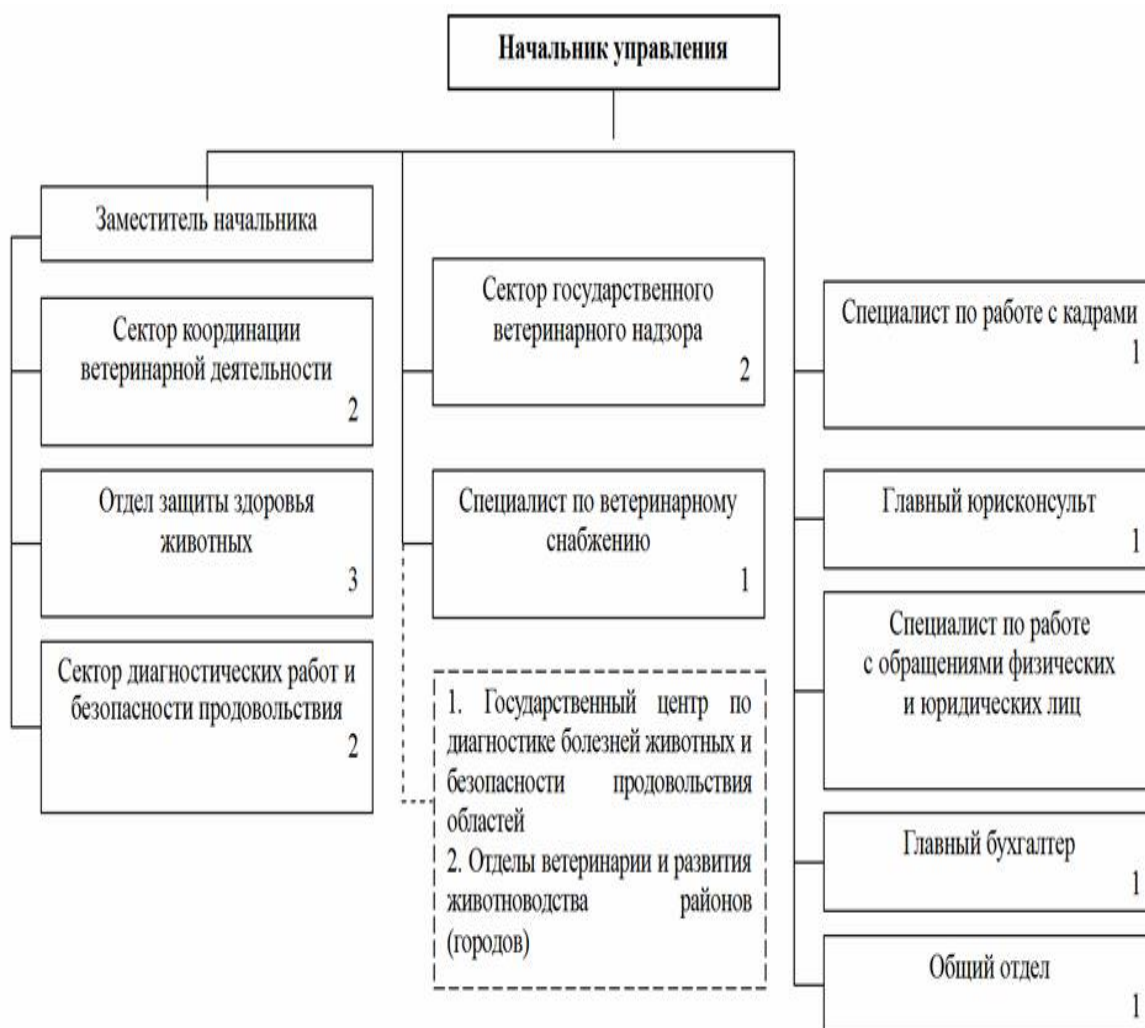 Начальник управления
Заместитель начальника
Сектор координации
ветеринарной деятельности
2
Отдел защиты здоровья
животных
3
Сектор диагностических работ и
безопасности продовольствия
2
Сектор государственного
ветеринарного надзора
2
Специалист по ветеринарному
снабжению
1
1. Государственный центр по
диагностике болезней животных и
безопасности продовольствия
областей
2. Отделы ветеринарии и развития
животноводства районов
(городов)
Специалист по работе с кадрами
1
Главный юрисконсульт
1
Специалист по работе
с обращениями физических
и юридических лиц
Главный бухгалтер
1
Общий отдел
1